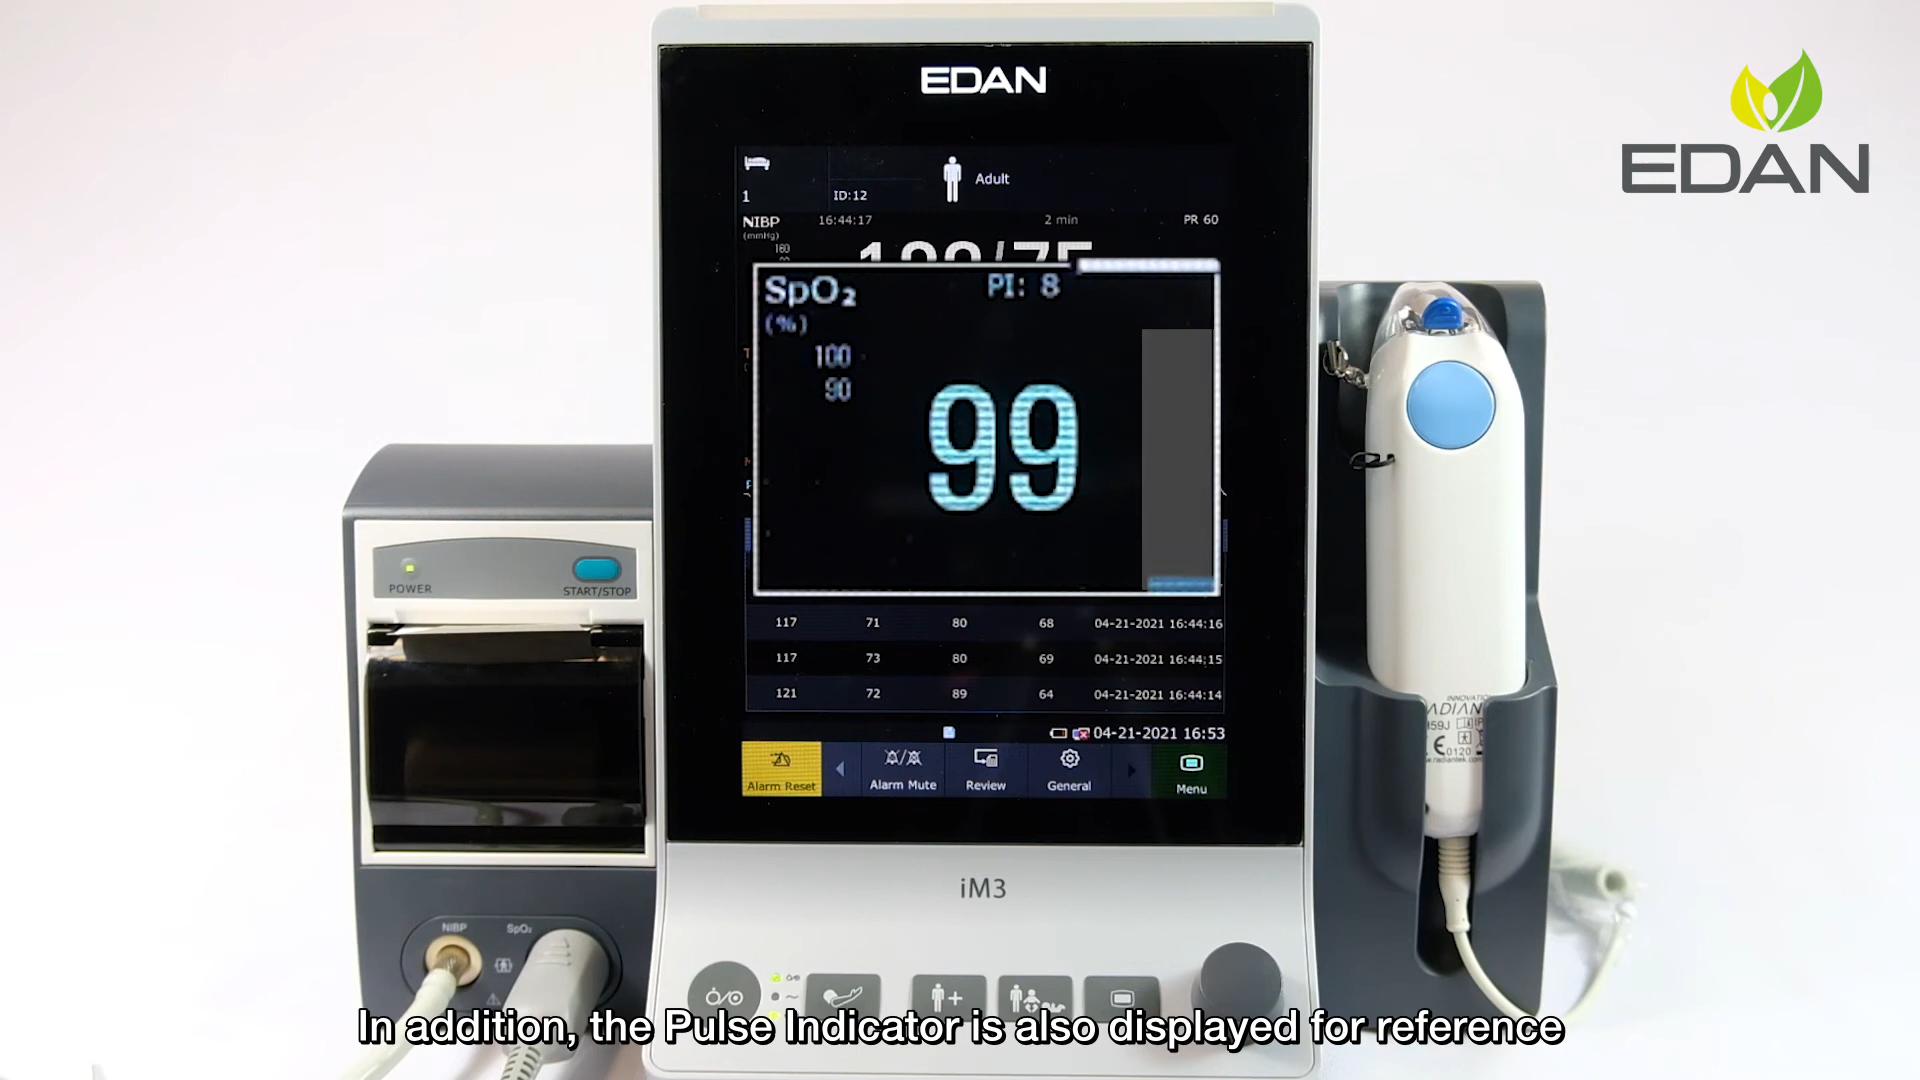 EDAN
EDAN
1
ID:12
Adult
NIBP
16:44:17
2 min
PR 60
(mmHg)
160
SpO₂
PI: 8
(%)
100
90
99
117 71 80 68 04-21-2021 16:44:16
117 73 80 69 04-21-2021 16:44:15
121 72 89 64 04-21-2021 16:44:14
04-21-2021 16:53
Alarm Reset
Alarm Mute
Review
General
Menu
POWER
START/STOP
iM3
NIBP
SpO₂
0120
In addition, the Pulse Indicator is also displayed for reference